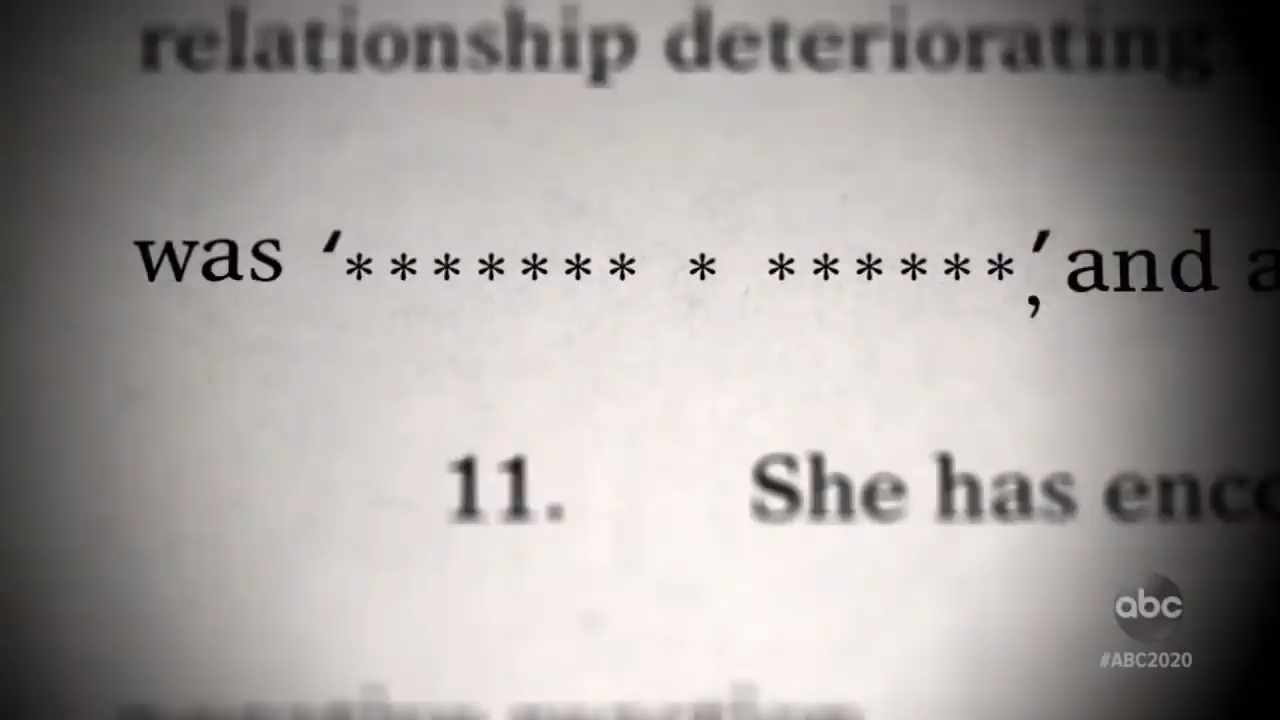 relationship deteriorating
was ‘******* * ******,’ and a
11. She has enc
abc
#ABC2020